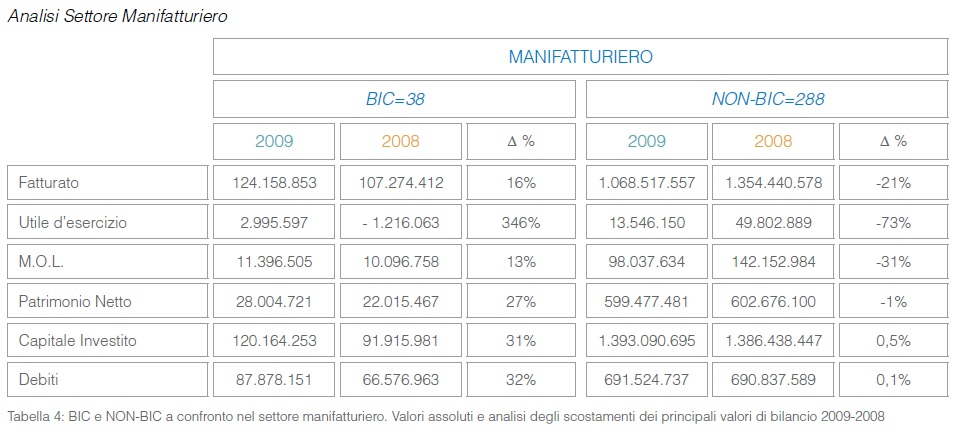 Analisi Settore Manifatturiero
MANIFATTURIERO
BIC=38 NON-BIC=288
2009 2008 Δ % 2009 2008 Δ %
Fatturato 124.158.853 107.274.412 16% 1.068.517.557 1.354.440.578 -21%
Utile d'esercizio 2.995.597 - 1.216.063 346% 13.546.150 49.802.889 -73%
M.O.L. 11.396.505 10.096.758 13% 98.037.634 142.152.984 -31%
Patrimonio Netto 28.004.721 22.015.467 27% 599.477.481 602.676.100 -1%
Capitale Investito 120.164.253 91.915.981 31% 1.393.090.695 1.386.438.447 0,5%
Debiti 87.878.151 66.576.963 32% 691.524.737 690.837.589 0,1%
Tabella 4: BIC e NON-BIC a confronto nel settore manifatturiero. Valori assoluti e analisi degli scostamenti dei principali valori di bilancio 2009-2008